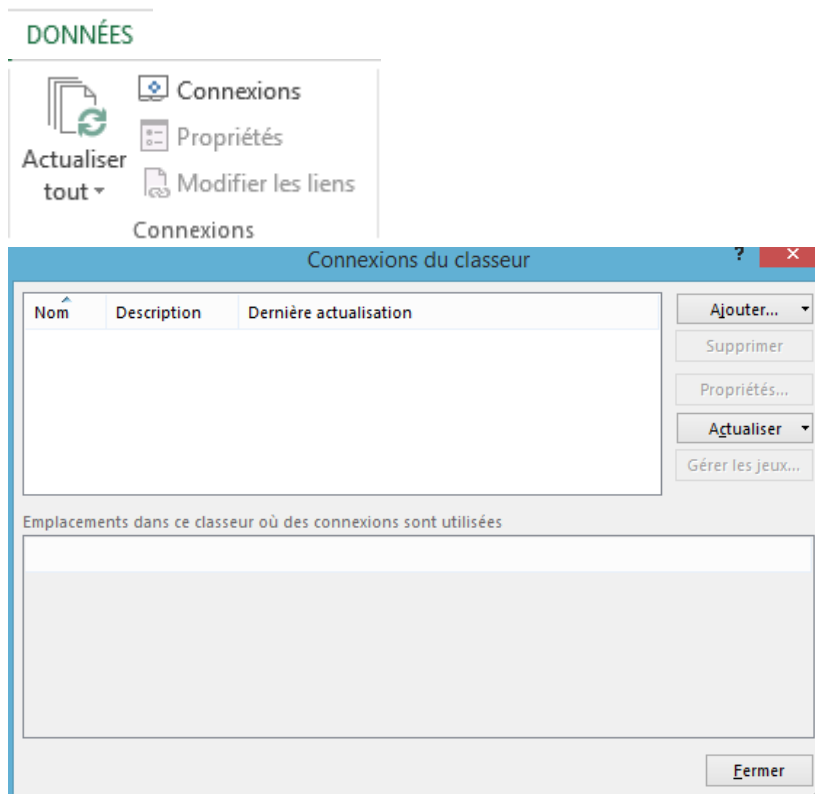 DONNÉES
Connexions
Propriétés
Modifier les liens
Actualiser
tout
Connexions
Connexions du classeur ?
Nom Description Dernière actualisation
Ajouter...
Supprimer
Propriétés...
Actualiser
Gérer les jeux...
Emplacements dans ce classeur où des connexions sont utilisées
Fermer